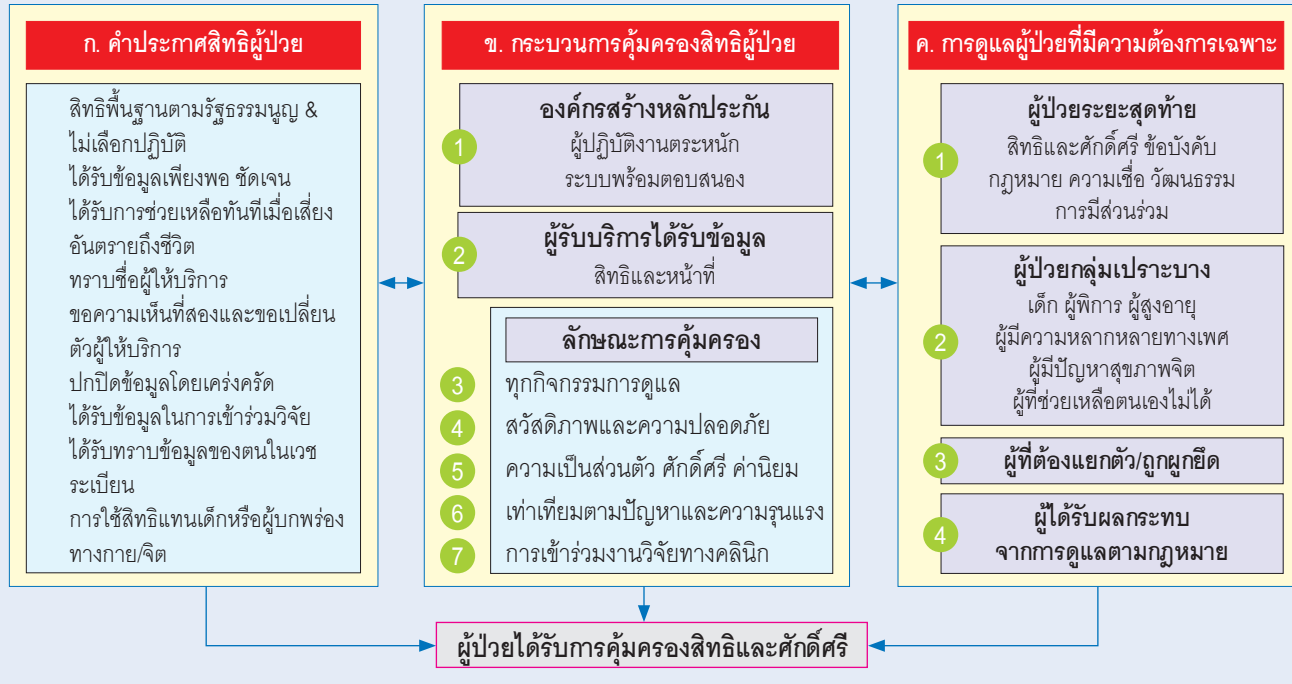 ก. คำประกาศสิทธิผู้ป่วย
สิทธิพื้นฐานตามรัฐธรรมนูญ &
ไม่เลือกปฏิบัติ
ได้รับข้อมูลเพียงพอ ชัดเจน
ได้รับการช่วยเหลือทันทีเมื่อเสี่ยง
อันตรายถึงชีวิต
ทราบชื่อผู้ให้บริการ
ขอความเห็นที่สองและขอเปลี่ยน
ตัวผู้ให้บริการ
ปกปิดข้อมูลโดยเคร่งครัด
ได้รับข้อมูลในการเข้าร่วมวิจัย
ได้รับทราบข้อมูลของตนในเวช
ระเบียน
การใช้สิทธิแทนเด็กหรือผู้บกพร่อง
ทางกาย/จิต
ข. กระบวนการคุ้มครองสิทธิผู้ป่วย
องค์กรสร้างหลักประกัน
1 ผู้ปฏิบัติงานตระหนัก
ระบบพร้อมตอบสนอง
ผู้รับบริการได้รับข้อมูล
2 สิทธิและหน้าที่
ลักษณะการคุ้มครอง
3 ทุกกิจกรรมการดูแล
4 สวัสดิภาพและความปลอดภัย
5 ความเป็นส่วนตัว ศักดิ์ศรี ค่านิยม
6 เท่าเทียมตามปัญหาและความรุนแรง
7 การเข้าร่วมงานวิจัยทางคลินิก
ค. การดูแลผู้ป่วยที่มีความต้องการเฉพาะ
ผู้ป่วยระยะสุดท้าย
1 สิทธิและศักดิ์ศรี ข้อบังคับ
กฎหมาย ความเชื่อ วัฒนธรรม
การมีส่วนร่วม
ผู้ป่วยกลุ่มเปราะบาง
เด็ก ผู้พิการ ผู้สูงอายุ
2 ผู้มีความหลากหลายทางเพศ
ผู้มีปัญหาสุขภาพจิต
ผู้ที่ช่วยเหลือตนเองไม่ได้
3 ผู้ที่ต้องแยกตัว/ถูกผูกยึด
4 ผู้ได้รับผลกระทบ
จากการดูแลตามกฎหมาย
ผู้ป่วยได้รับการคุ้มครองสิทธิและศักดิ์ศรี